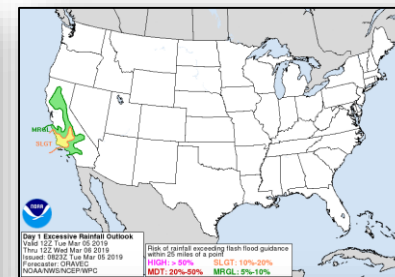 MRGL
SLGT
NOAA
Day 1 Excessive Rainfall Outlook
Valid 12Z Tue Mar 05 2019
Thru 12Z Wed Mar 06 2019
Issued: 0823Z Tue Mar 05 2019
Forecaster: ORAVEC
NOAA/NWS/NCEP/WPC
Risk of rainfall exceeding flash flood guidance
within 25 miles of a point
HIGH: > 50% SLGT: 10%-20%
MDT: 20%-50% MRGL: 5%-10%